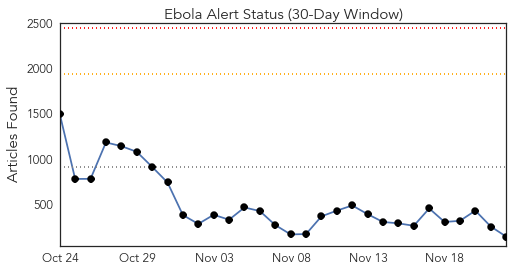 Ebola Alert Status (30-Day Window)
2500
2000
1500
1000
500
Articles Found
Oct 24 Oct 29 Nov 03 Nov 08 Nov 13 Nov 18